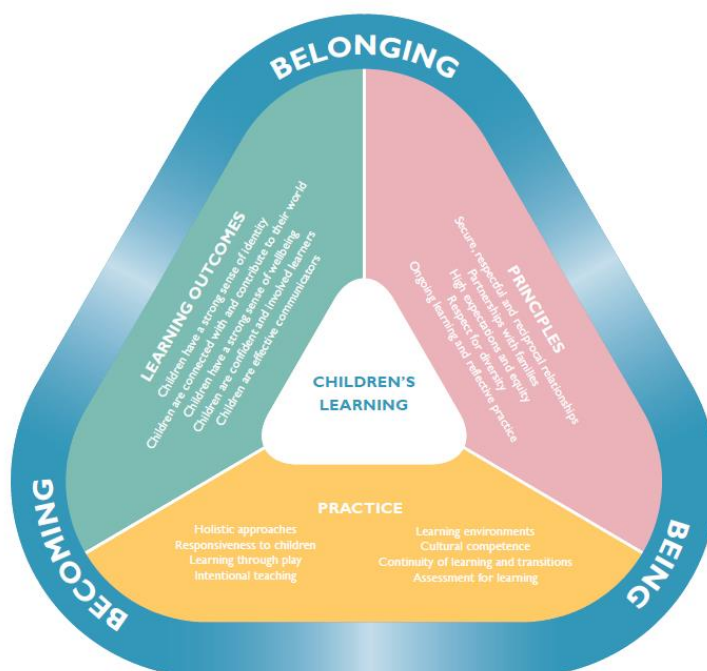 BELONGING
LEARNING OUTCOMES
Children have a strong sense of identity
Children are connected with and contribute to their world
Children have a strong sense of wellbeing
Children are confident and involved learners
Children are effective communicators
PRINCIPLES
Secure, respectful and reciprocal relationships
Partnerships with families
High expectations and equity
Respect for diversity
Ongoing learning and reflective practice
CHILDREN'S
LEARNING
PRACTICE
Holistic approaches
Responsiveness to children
Learning through play
Intentional teaching
Learning environments
Cultural competence
Continuity of learning and transitions
Assessment for learning
BECOMING
BEING